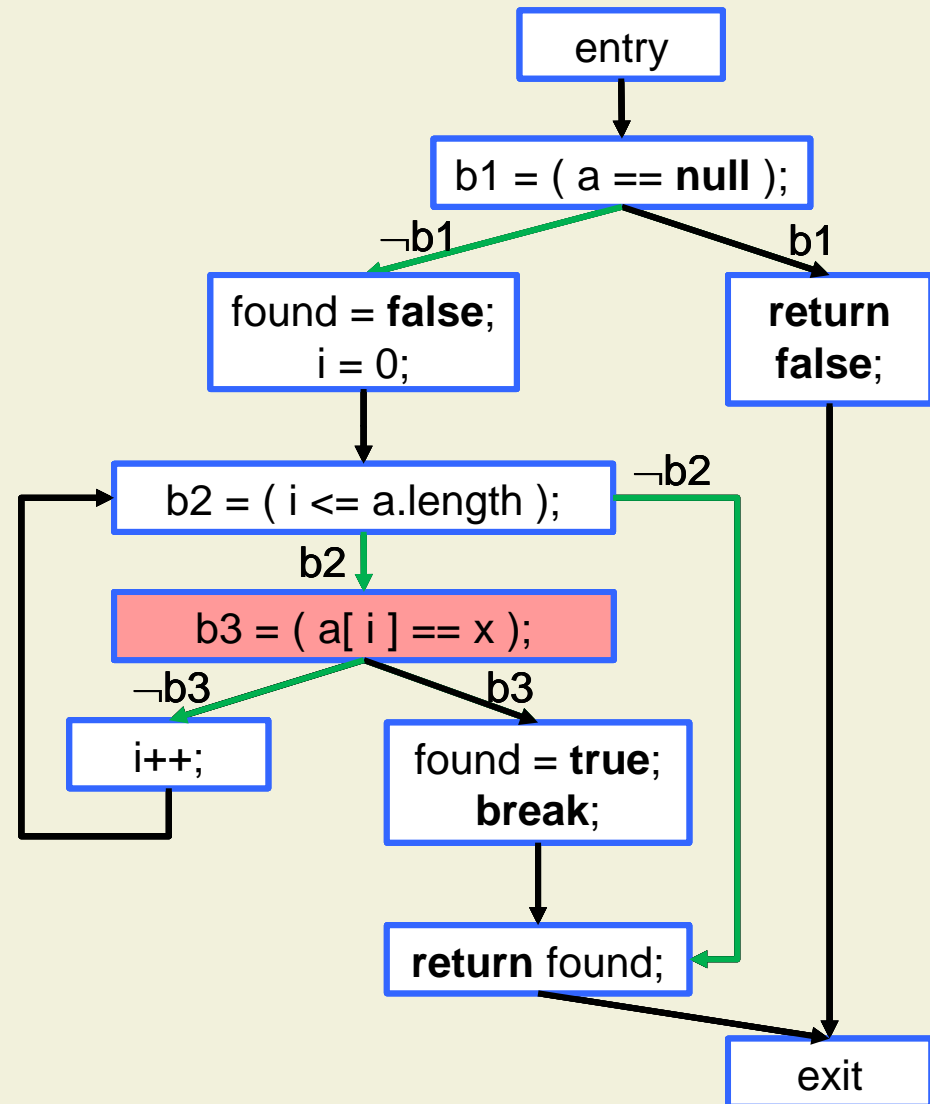 entry
b1 = ( a == null );
¬b1
b1
found = false;
i = 0;
return
false;
b2 = ( i <= a.length );
¬b2
b2
b3 = ( a[ i ] == x );
¬b3
b3
i++;
found = true;
break;
return found;
exit